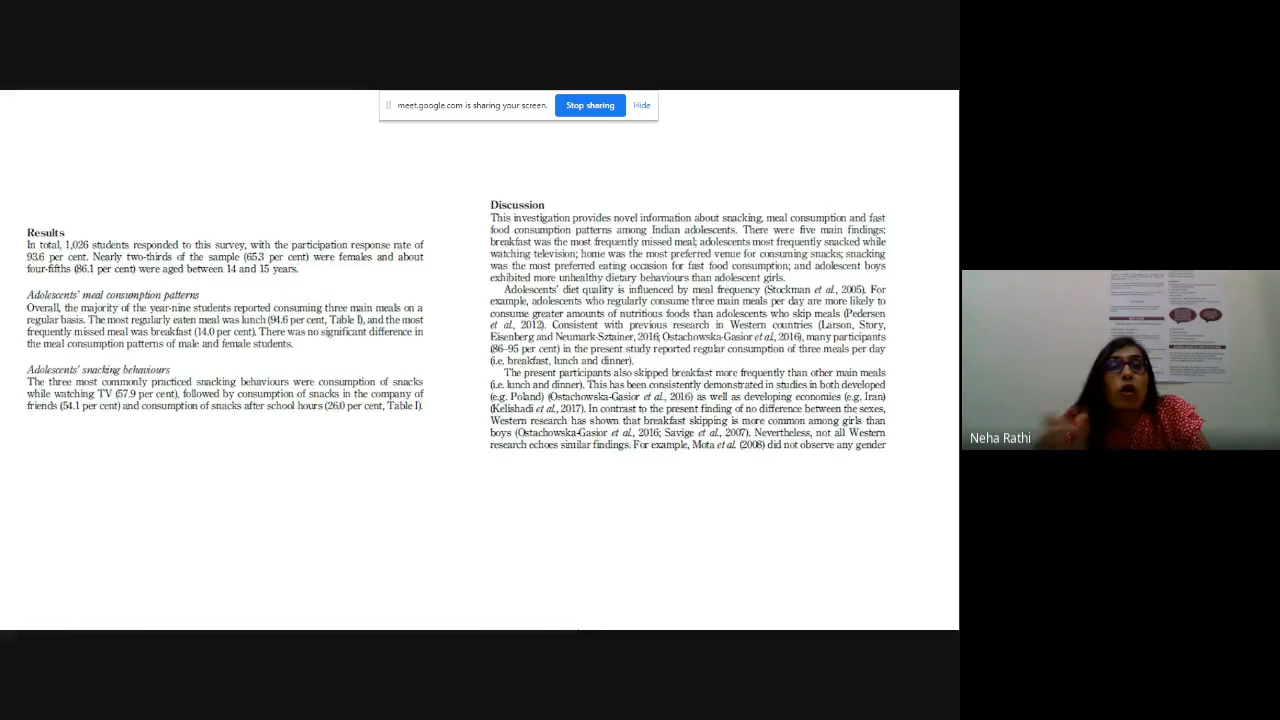 meet.google.com is sharing your screen.
Stop sharing
Hide
Results
In total, 1,026 students responded to this survey, with the participation response rate of
93.6 per cent. Nearly two-thirds of the sample (65.3 per cent) were females and about
four-fifths (86.1 per cent) were aged between 14 and 15 years.
Adolescents' meal consumption patterns
Overall, the majority of the year-nine students reported consuming three main meals on a
regular basis. The most regularly eaten meal was lunch (94.6 per cent, Table I), and the most
frequently missed meal was breakfast (14.0 per cent). There was no significant difference in
the meal consumption patterns of male and female students.
Adolescents' snacking behaviours
The three most commonly practiced snacking behaviours were consumption of snacks
while watching TV (57.9 per cent), followed by consumption of snacks in the company of
friends (54.1 per cent) and consumption of snacks after school hours (26.0 per cent, Table I).
Discussion
This investigation provides novel information about snacking, meal consumption and fast
food consumption patterns among Indian adolescents. There were five main findings:
breakfast was the most frequently missed meal; adolescents most frequently snacked while
watching television; home was the most preferred venue for consuming snacks; snacking
was the most preferred eating occasion for fast food consumption; and adolescent boys
exhibited more unhealthy dietary behaviours than adolescent girls.
Adolescents' diet quality is influenced by meal frequency (Stockman et al., 2005). For
example, adolescents who regularly consume three main meals per day are more likely to
consume greater amounts of nutritious foods than adolescents who skip meals (Pedersen
et al., 2012). Consistent with previous research in Western countries (Larson, Story,
Eisenberg and Neumark-Sztainer, 2016; Ostachowska-Gasior et al., 2016), many participants
(86–95 per cent) in the present study reported regular consumption of three meals per day
(i.e. breakfast, lunch and dinner).
The present participants also skipped breakfast more frequently than other main meals
(i.e. lunch and dinner). This has been consistently demonstrated in studies in both developed
(e.g. Poland) (Ostachowska-Gasior et al., 2016) as well as developing economies (e.g. Iran)
(Kelishadi et al., 2017). In contrast to the present finding of no difference between the sexes,
Western research has shown that breakfast skipping is more common among girls than
boys (Ostachowska-Gasior et al., 2016; Savige et al., 2007). Nevertheless, not all Western
research echoes similar findings. For example, Mota et al. (2008) did not observe any gender
Neha Rathi